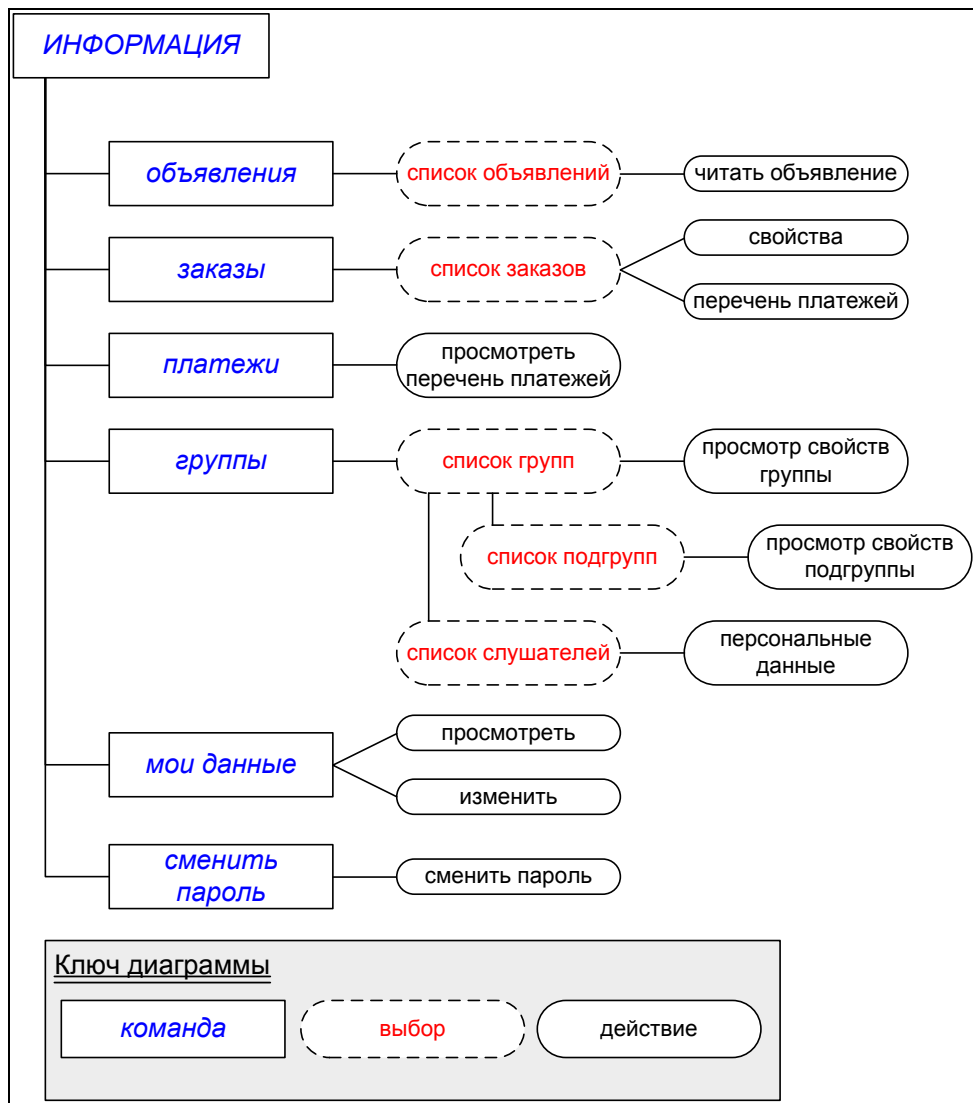 ИНФОРМАЦИЯ
объявления
список объявлений
читать объявление
заказы
список заказов
свойства
перечень платежей
платежи
просмотреть
перечень платежей
группы
список групп
просмотр свойств
группы
список подгрупп
просмотр свойств
подгруппы
список слушателей
персональные
данные
мои данные
просмотреть
изменить
сменить
пароль
сменить пароль
Ключ диаграммы
команда
выбор
действие